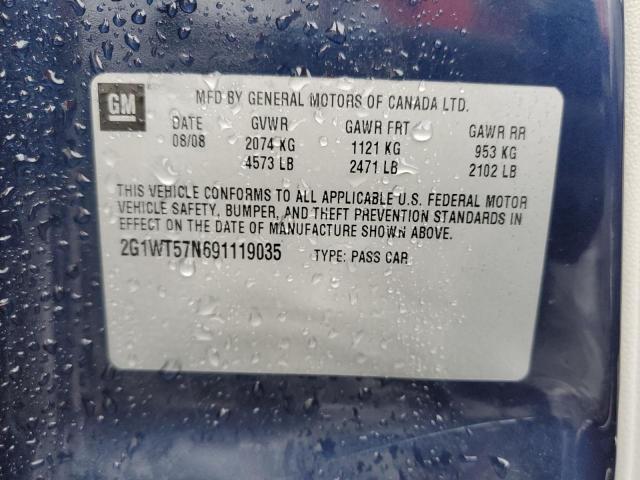 GM
MFD BY GENERAL MOTORS OF CANADA LTD.
DATE GVWR GAWR FRT GAWR RR
08/08 2074 KG 1121 KG 953 KG
4573 LB 2471 LB 2102 LB
THIS VEHICLE CONFORMS TO ALL APPLICABLE U.S. FEDERAL MOTOR
VEHICLE SAFETY, BUMPER, AND THEFT PREVENTION STANDARDS IN
EFFECT ON THE DATE OF MANUFACTURE SHOWN ABOVE.
2G1WT57N691119035 TYPE: PASS CAR